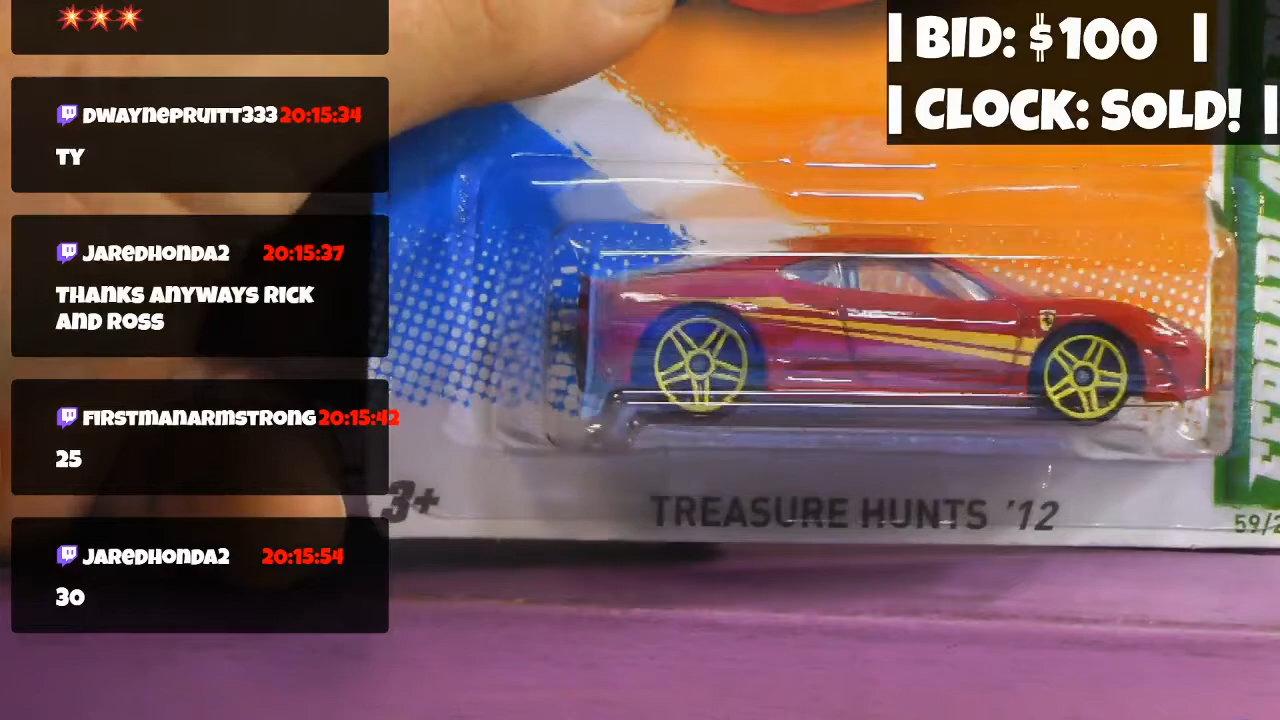 DWAYNEPRUITT333 20:15:34
TY
JAREDHONDA2 20:15:37
THANKS ANYWAYS RICK
AND ROSS
FIRSTMANARMSTRONG 20:15:42
25
JAREDHONDA2 20:15:54
30
| BID: $100 |
| CLOCK: SOLD! |
3+
TREASURE HUNTS '12